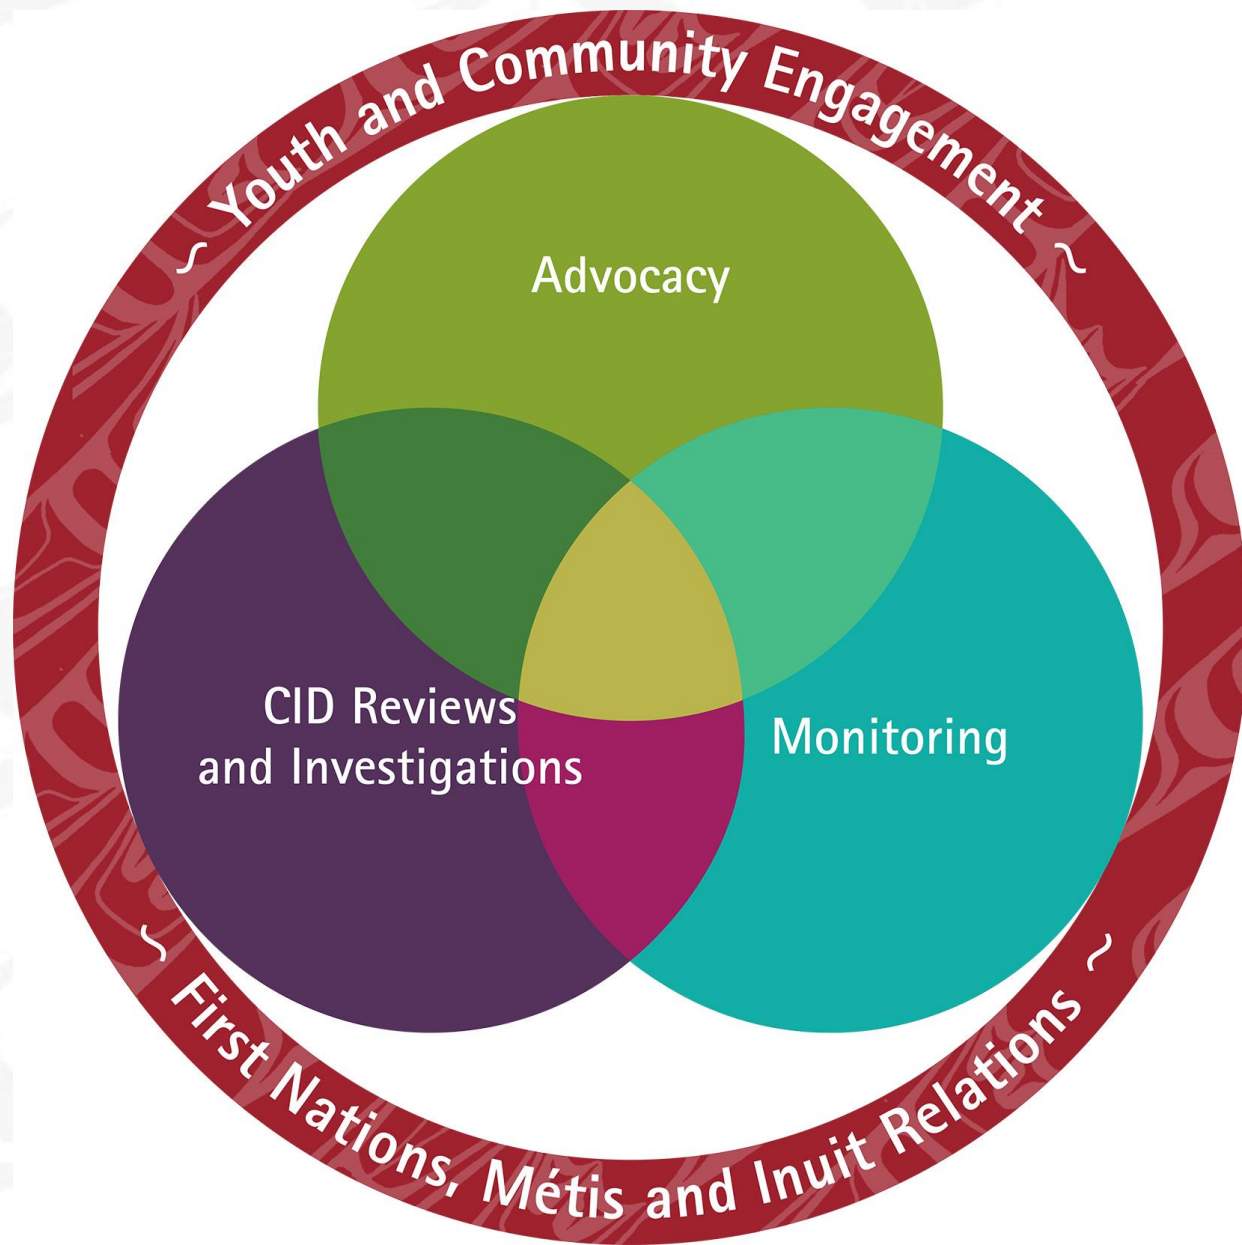 ~ Youth and Community Engagement ~
Advocacy
CID Reviews
and Investigations
Monitoring
~ First Nations, Métis and Inuit Relations ~